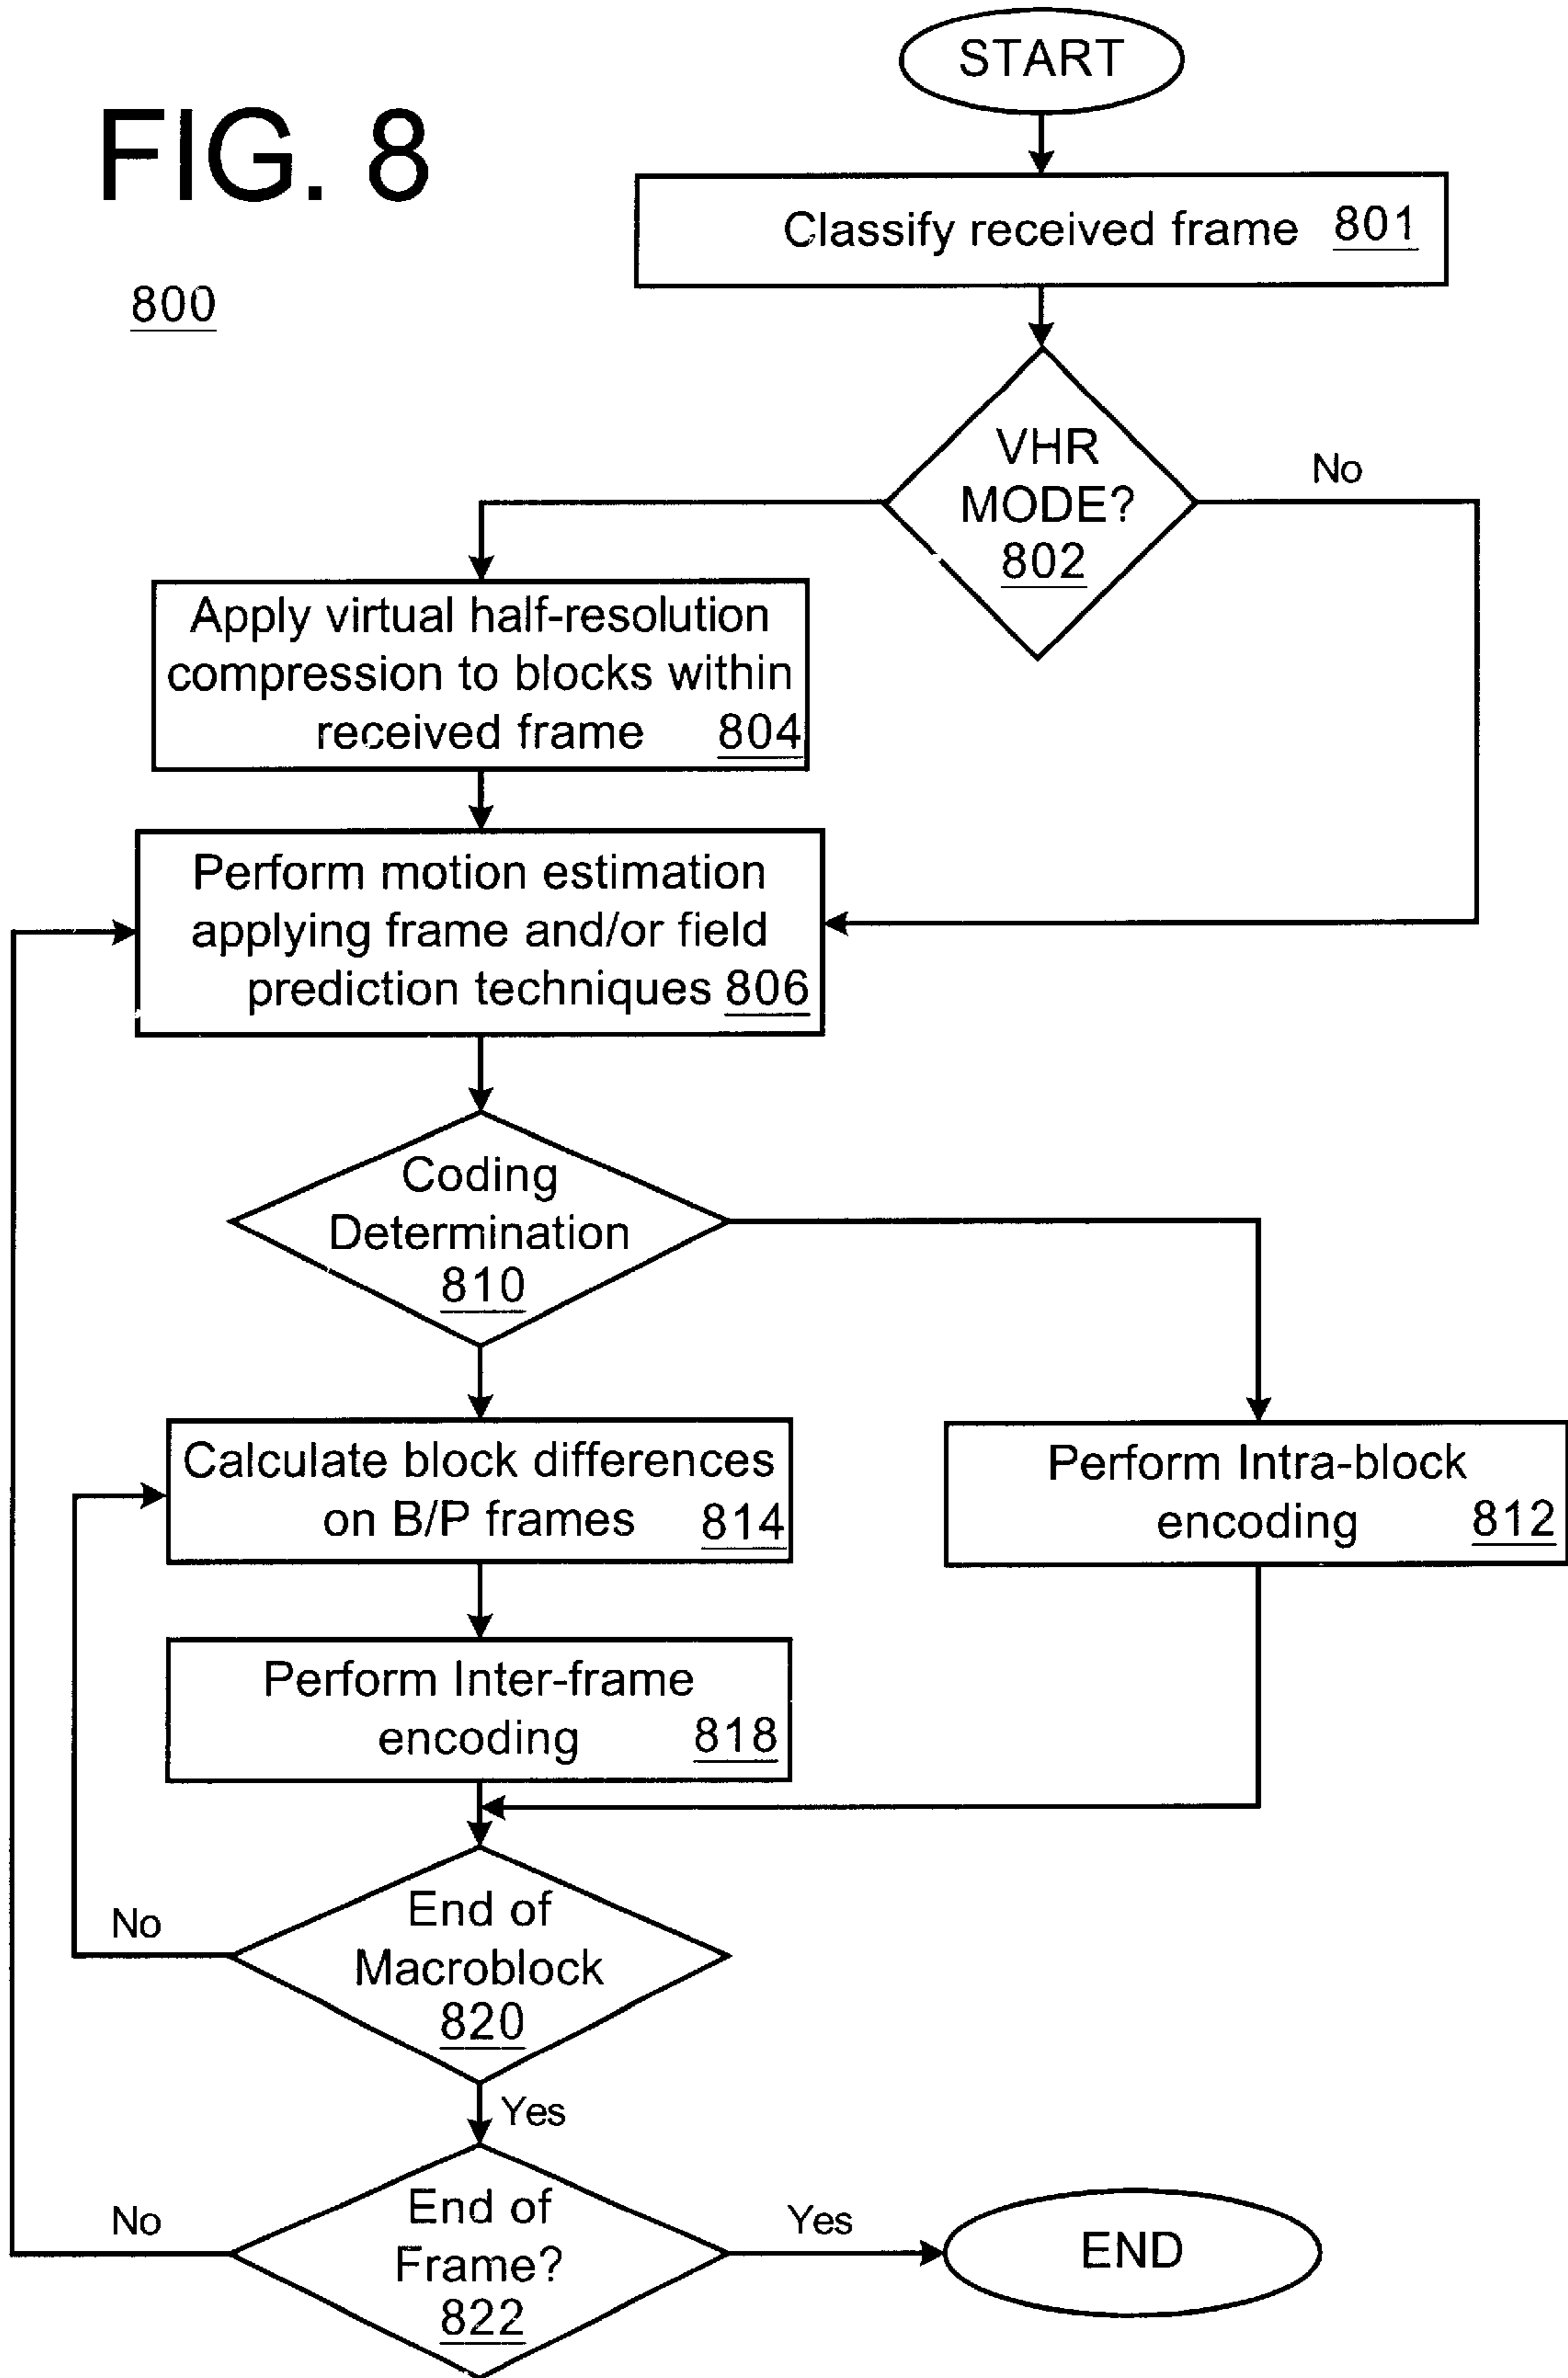 START
FIG. 8
800
Classify received frame 801
VHR
MODE?
802
No
Apply virtual half-resolution
compression to blocks within
received frame 804
Perform motion estimation
applying frame and/or field
prediction techniques 806
Coding
Determination
810
Calculate block differences
on B/P frames 814
Perform Intra-block
encoding 812
Perform Inter-frame
encoding 818
End of
Macroblock
820
No
Yes
End of
Frame?
822
No
Yes
END